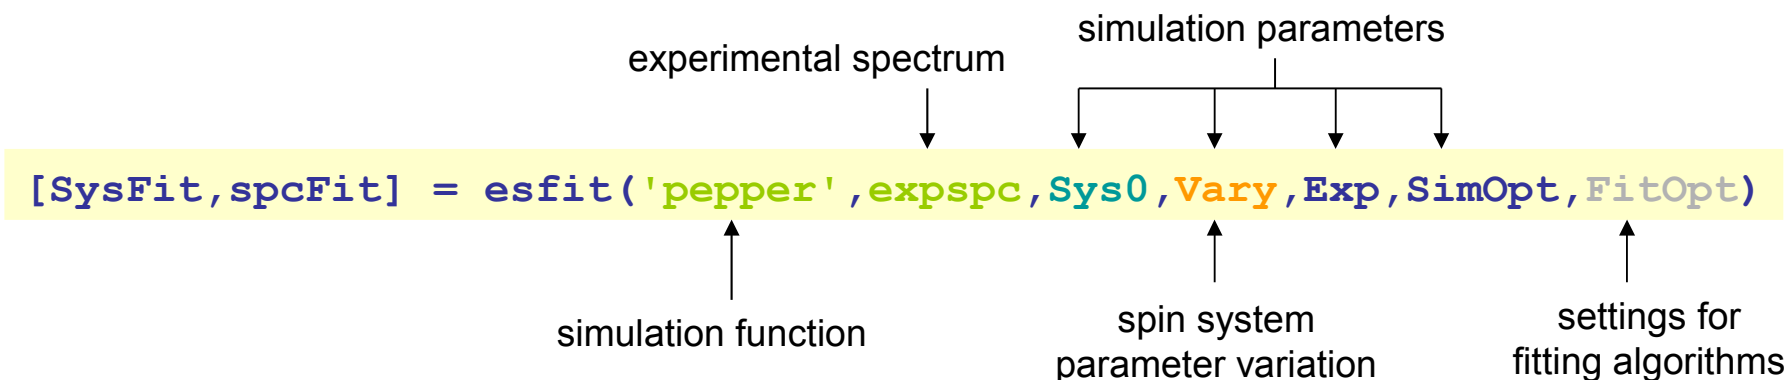 simulation parameters
experimental spectrum
[SysFit,spcFit] = esfit('pepper',expspc,Sys0,Vary,Exp,SimOpt,FitOpt)
simulation function
spin system
parameter variation
settings for
fitting algorithms